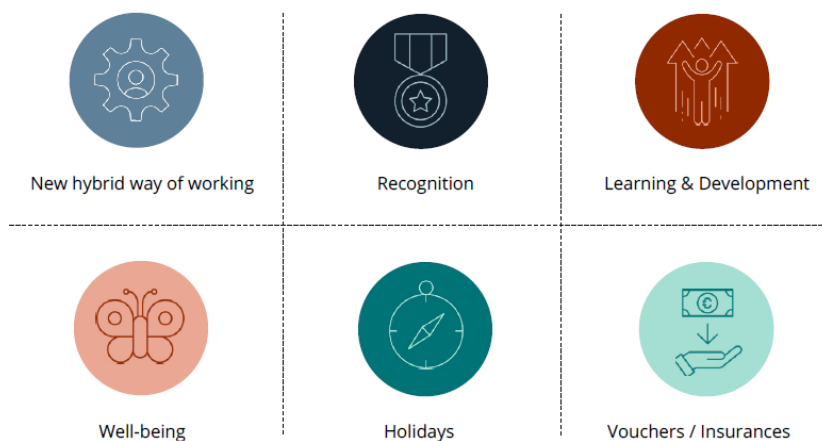 New hybrid way of working
Recognition
Learning & Development
€
Well-being
Holidays
Vouchers / Insurances